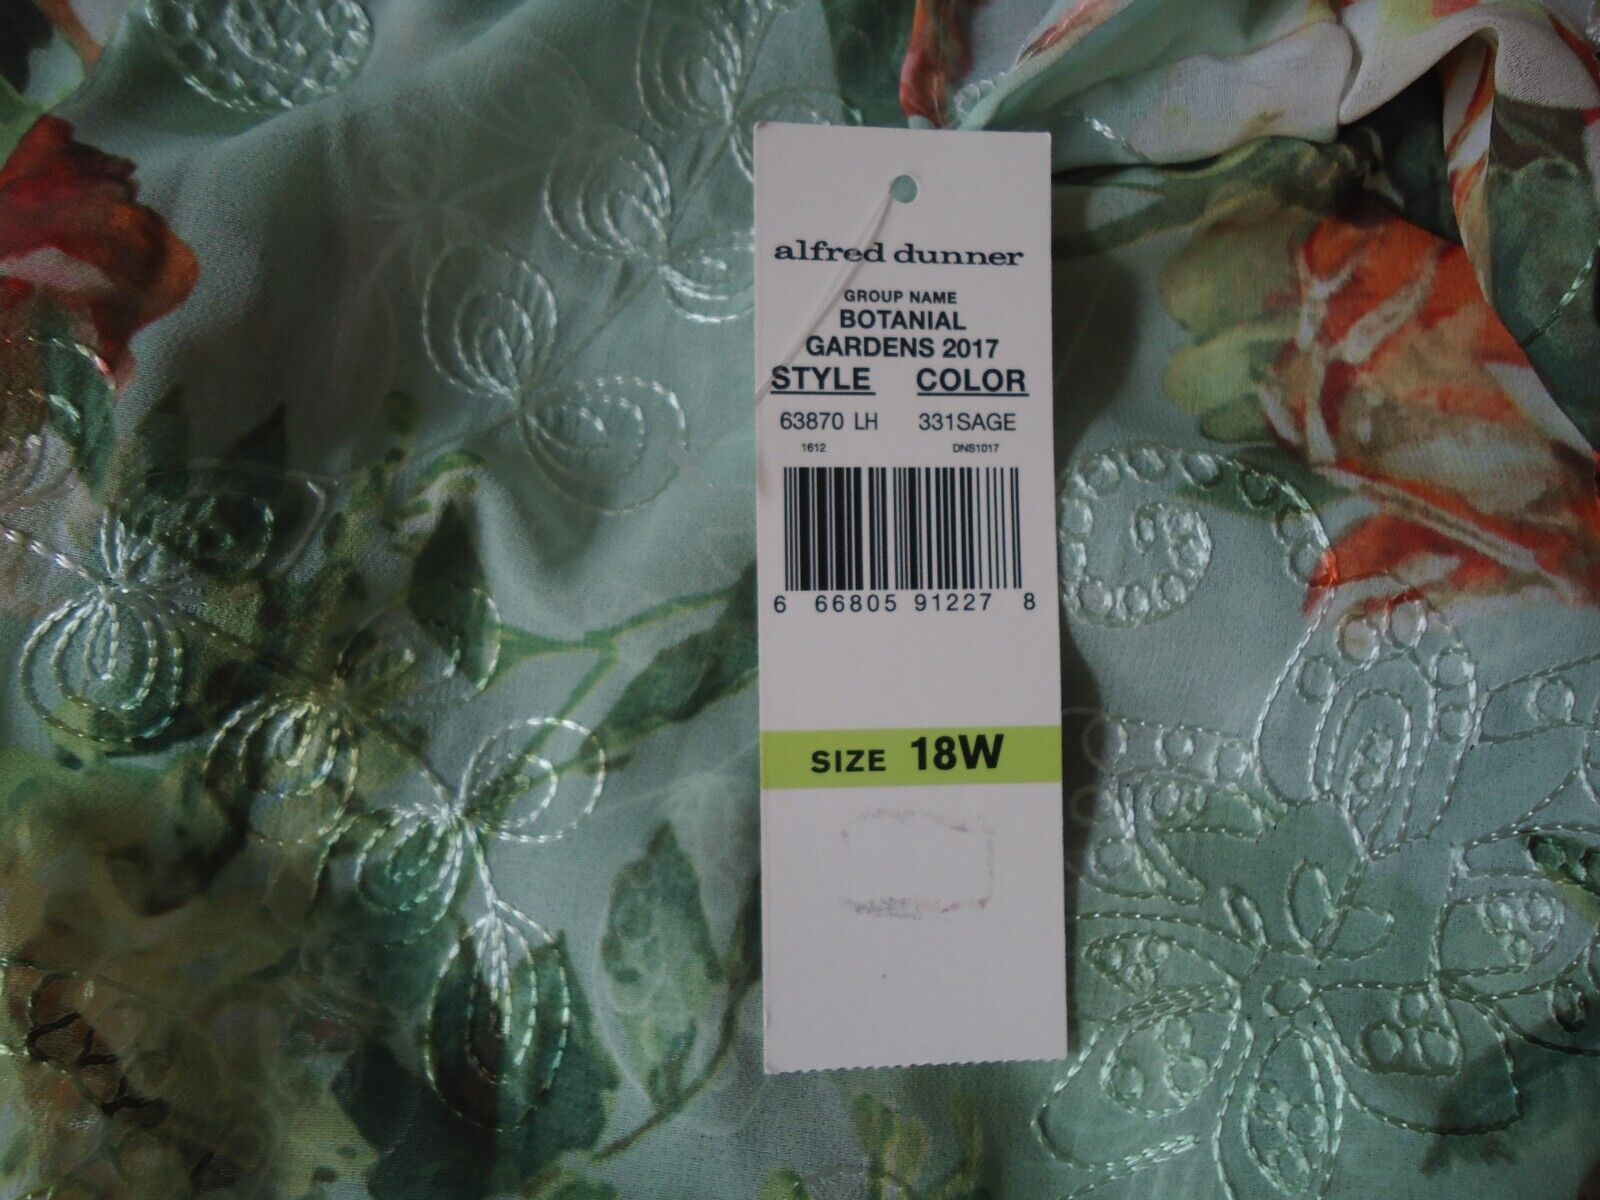 alfred dunner
GROUP NAME
BOTANIAL
GARDENS 2017
STYLE COLOR
63870 LH 331SAGE
1612 DNS1017
6 66805 91227 8
SIZE 18W